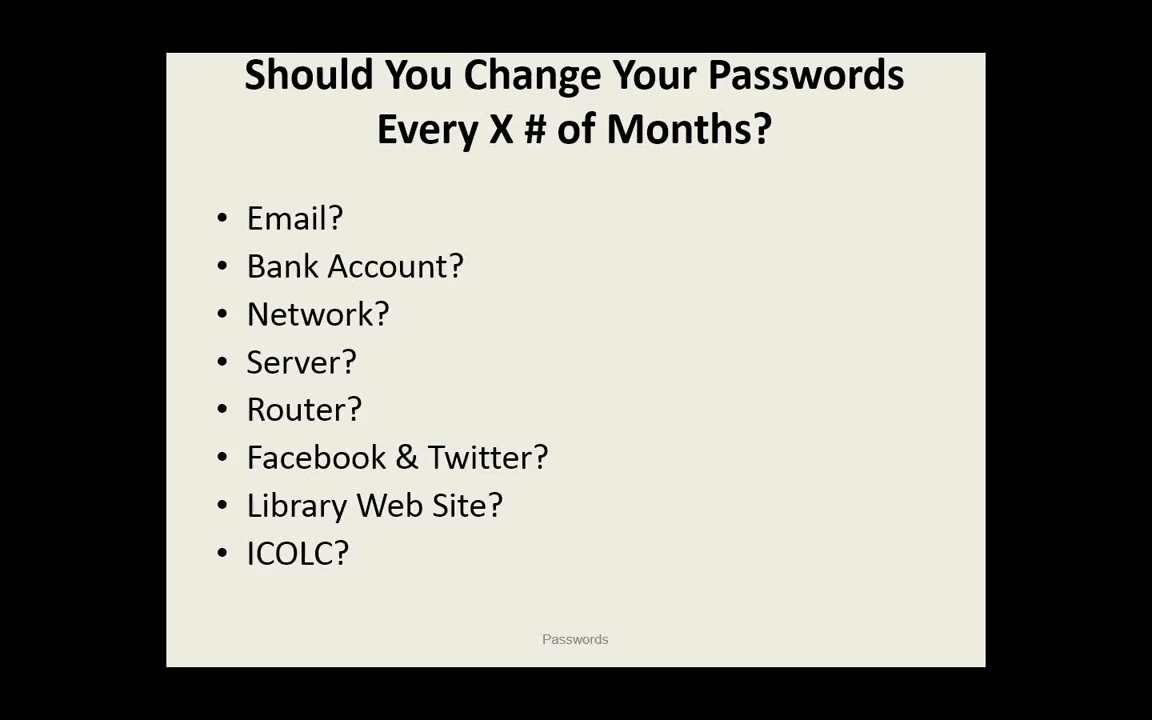 Should You Change Your Passwords
Every X # of Months?
• Email?
• Bank Account?
• Network?
• Server?
• Router?
• Facebook & Twitter?
• Library Web Site?
• ICOLC?
Passwords